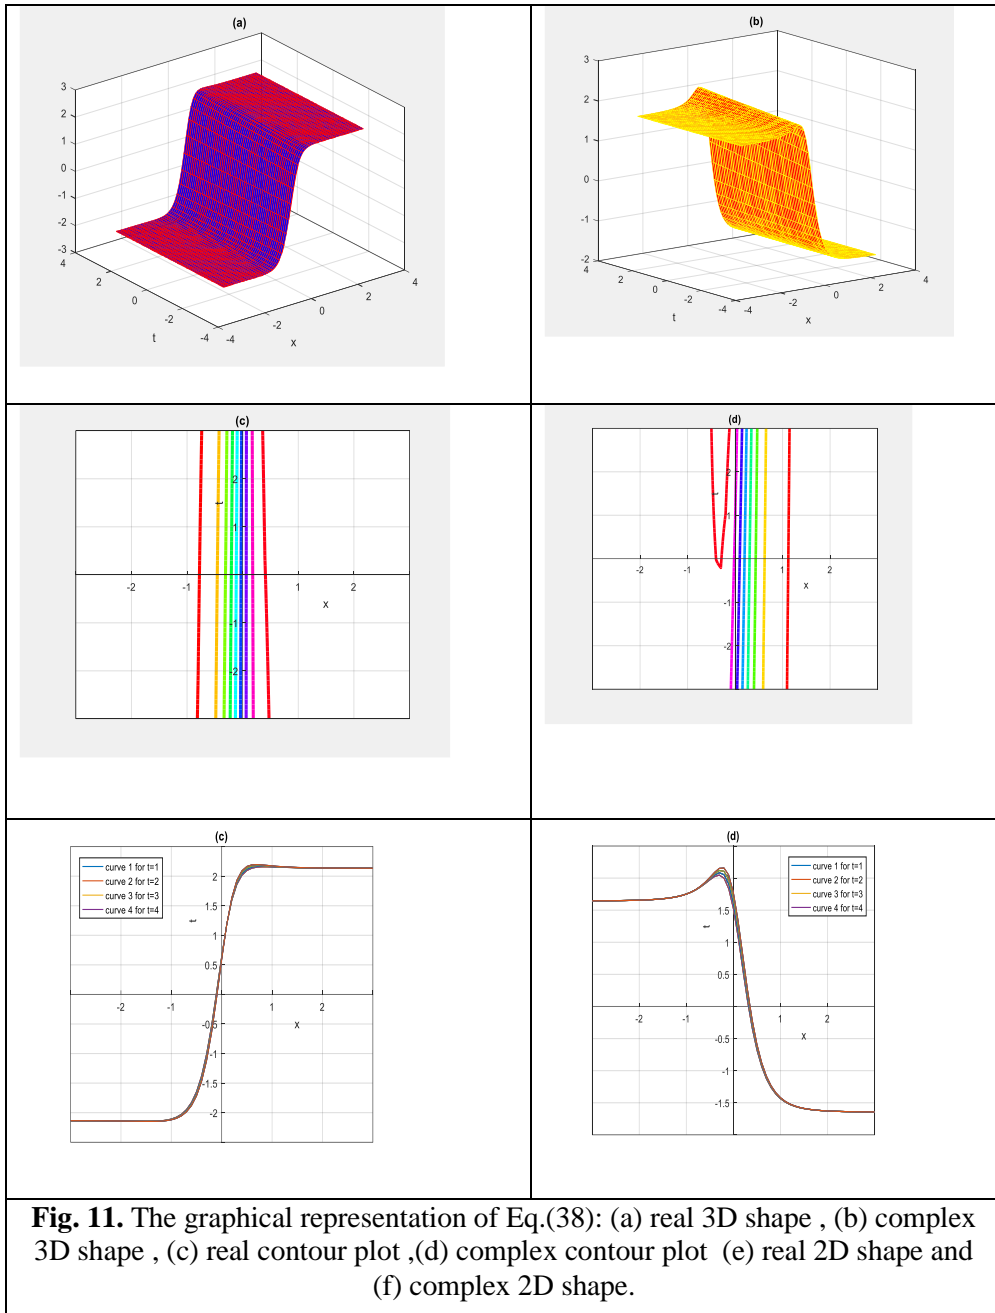 (a)
3
2
1
0
-1
-2
-3
4
2
0
-2
-4
t
-4
-2
0
2
4
x
(b)
3
2
1
0
-1
-2
4
2
0
-2
-4
t
-4
-2
0
2
4
x
(c)
2
t
1
-2
-1
0
1
2
x
-1
-2
(d)
2
t
1
-2
-1
0
1
2
x
-1
-2
(c)
curve 1 for t=1
curve 2 for t=2
curve 3 for t=3
curve 4 for t=4
2
t
1.5
1
0.5
-2
-1
0
1
2
x
-0.5
-1
-1.5
-2
(d)
curve 1 for t=1
curve 2 for t=2
curve 3 for t=3
curve 4 for t=4
2
t
1.5
1
0.5
-2
-1
0
1
2
x
-0.5
-1
-1.5
Fig. 11. The graphical representation of Eq.(38): (a) real 3D shape , (b) complex
3D shape , (c) real contour plot ,(d) complex contour plot (e) real 2D shape and
(f) complex 2D shape.